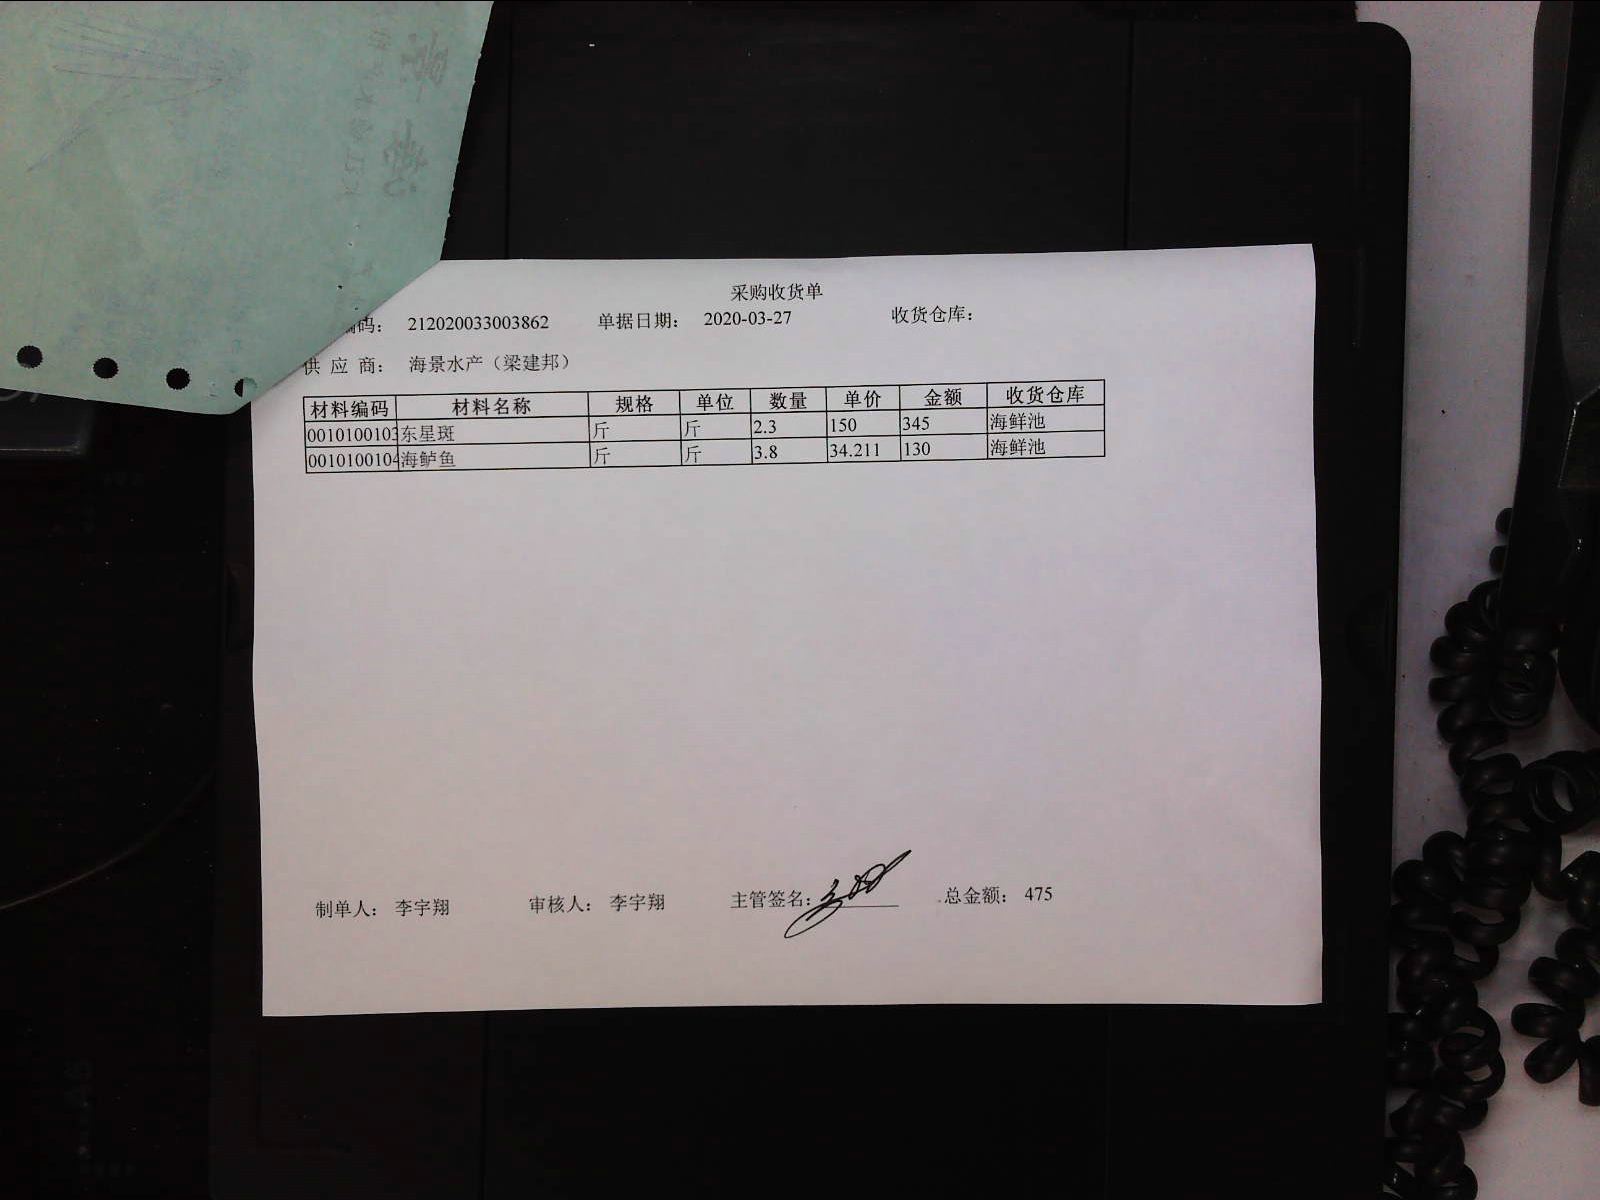 采购收货单
编码： 212020033003862 单据日期： 2020-03-27 收货仓库：
供 应 商： 海景水产（梁建邦）
材料编码 材料名称 规格 单位 数量 单价 金额 收货仓库
0010100103 东星斑 斤 斤 2.3 150 345 海鲜池
0010100104 海鲈鱼 斤 斤 3.8 34.211 130 海鲜池
制单人： 李宇翔 审核人： 李宇翔 主管签名： 总金额： 475